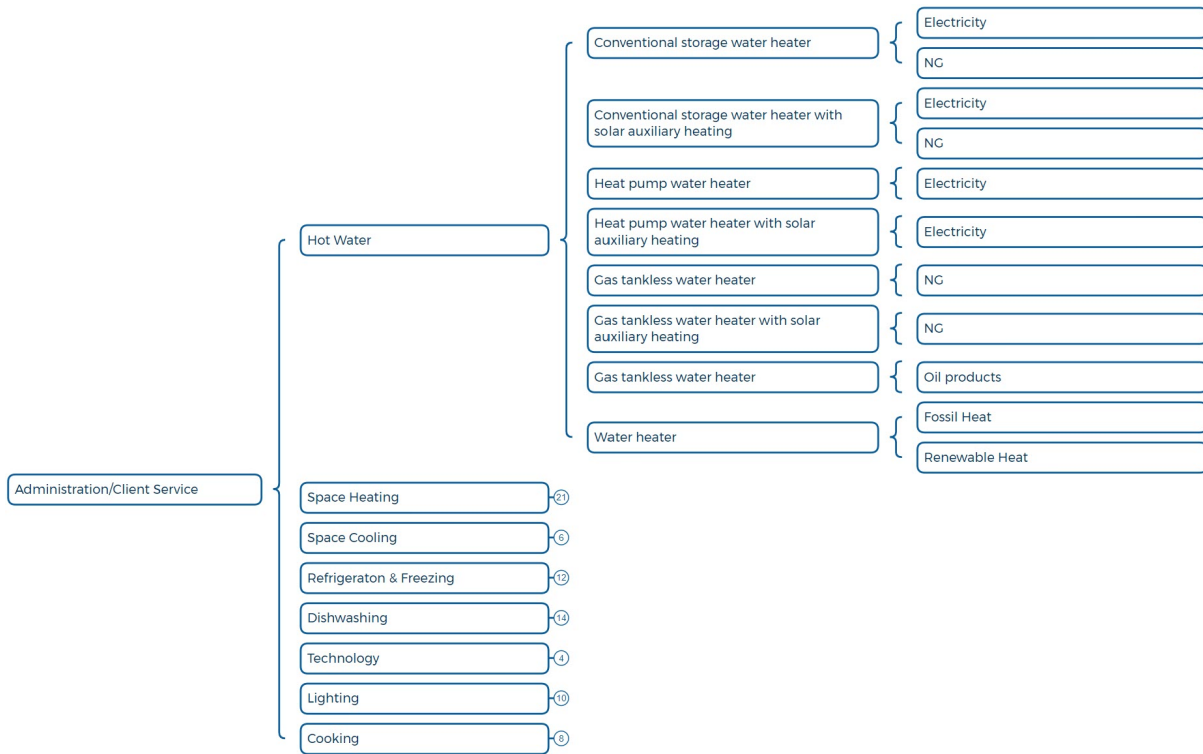 Administration/Client Service
Hot Water
Conventional storage water heater
Electricity
NG
Conventional storage water heater with
solar auxiliary heating
Electricity
NG
Heat pump water heater
Electricity
Heat pump water heater with solar
auxiliary heating
Electricity
Gas tankless water heater
NG
Gas tankless water heater with solar
auxiliary heating
NG
Gas tankless water heater
Oil products
Water heater
Fossil Heat
Renewable Heat
Space Heating 21
Space Cooling 6
Refrigeraton & Freezing 12
Dishwashing 14
Technology 4
Lighting 10
Cooking 8